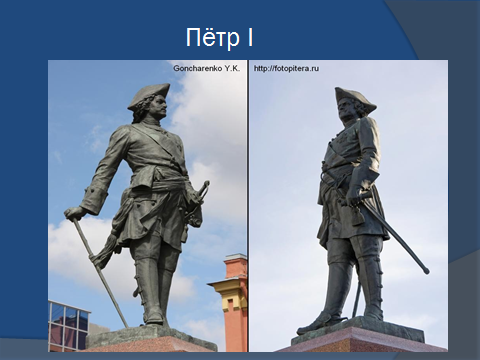 Пётр I
Goncharenko Y.K.
http://fotopitera.ru